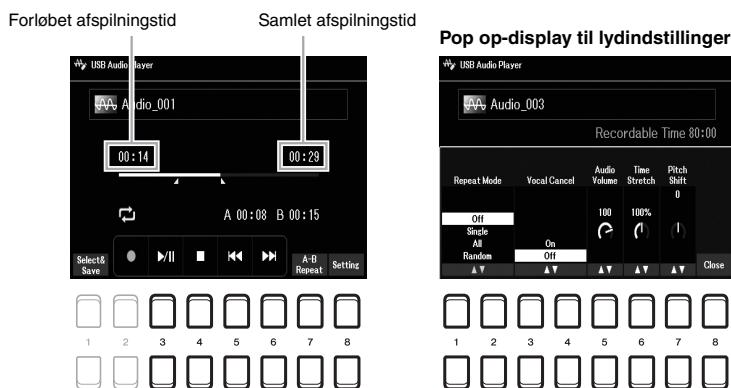 Forløbet afspilningstid
Samlet afspilningstid
USB Audio Player
Audio_001
00:14
00:29
A 00:08 B 00:15
Select&
Save
A-B
Repeat
Setting
1 2 3 4 5 6 7 8
Pop op-display til lydindstillinger
USB Audio Player
Audio_003
Recordable Time 80:00
Repeat Mode
Vocal Cancel
Audio
Volume
Time
Stretch
Pitch
Shift
0
100
100%
Off
Single
All
Random
On
Off
Close
1 2 3 4 5 6 7 8